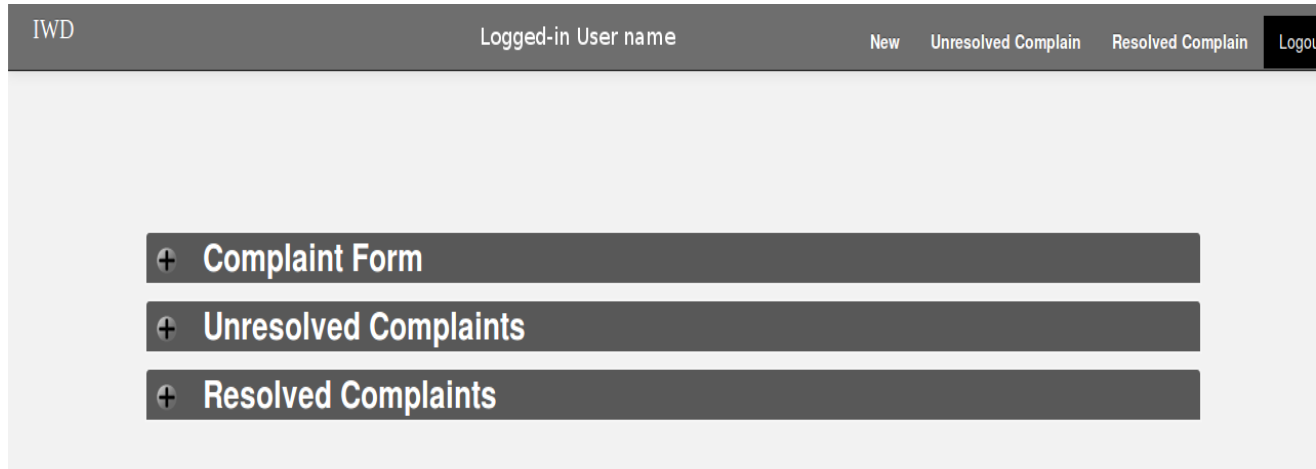 IWD Logged-in User name New Unresolved Complain Resolved Complain Logou
Complaint Form
Unresolved Complaints
Resolved Complaints